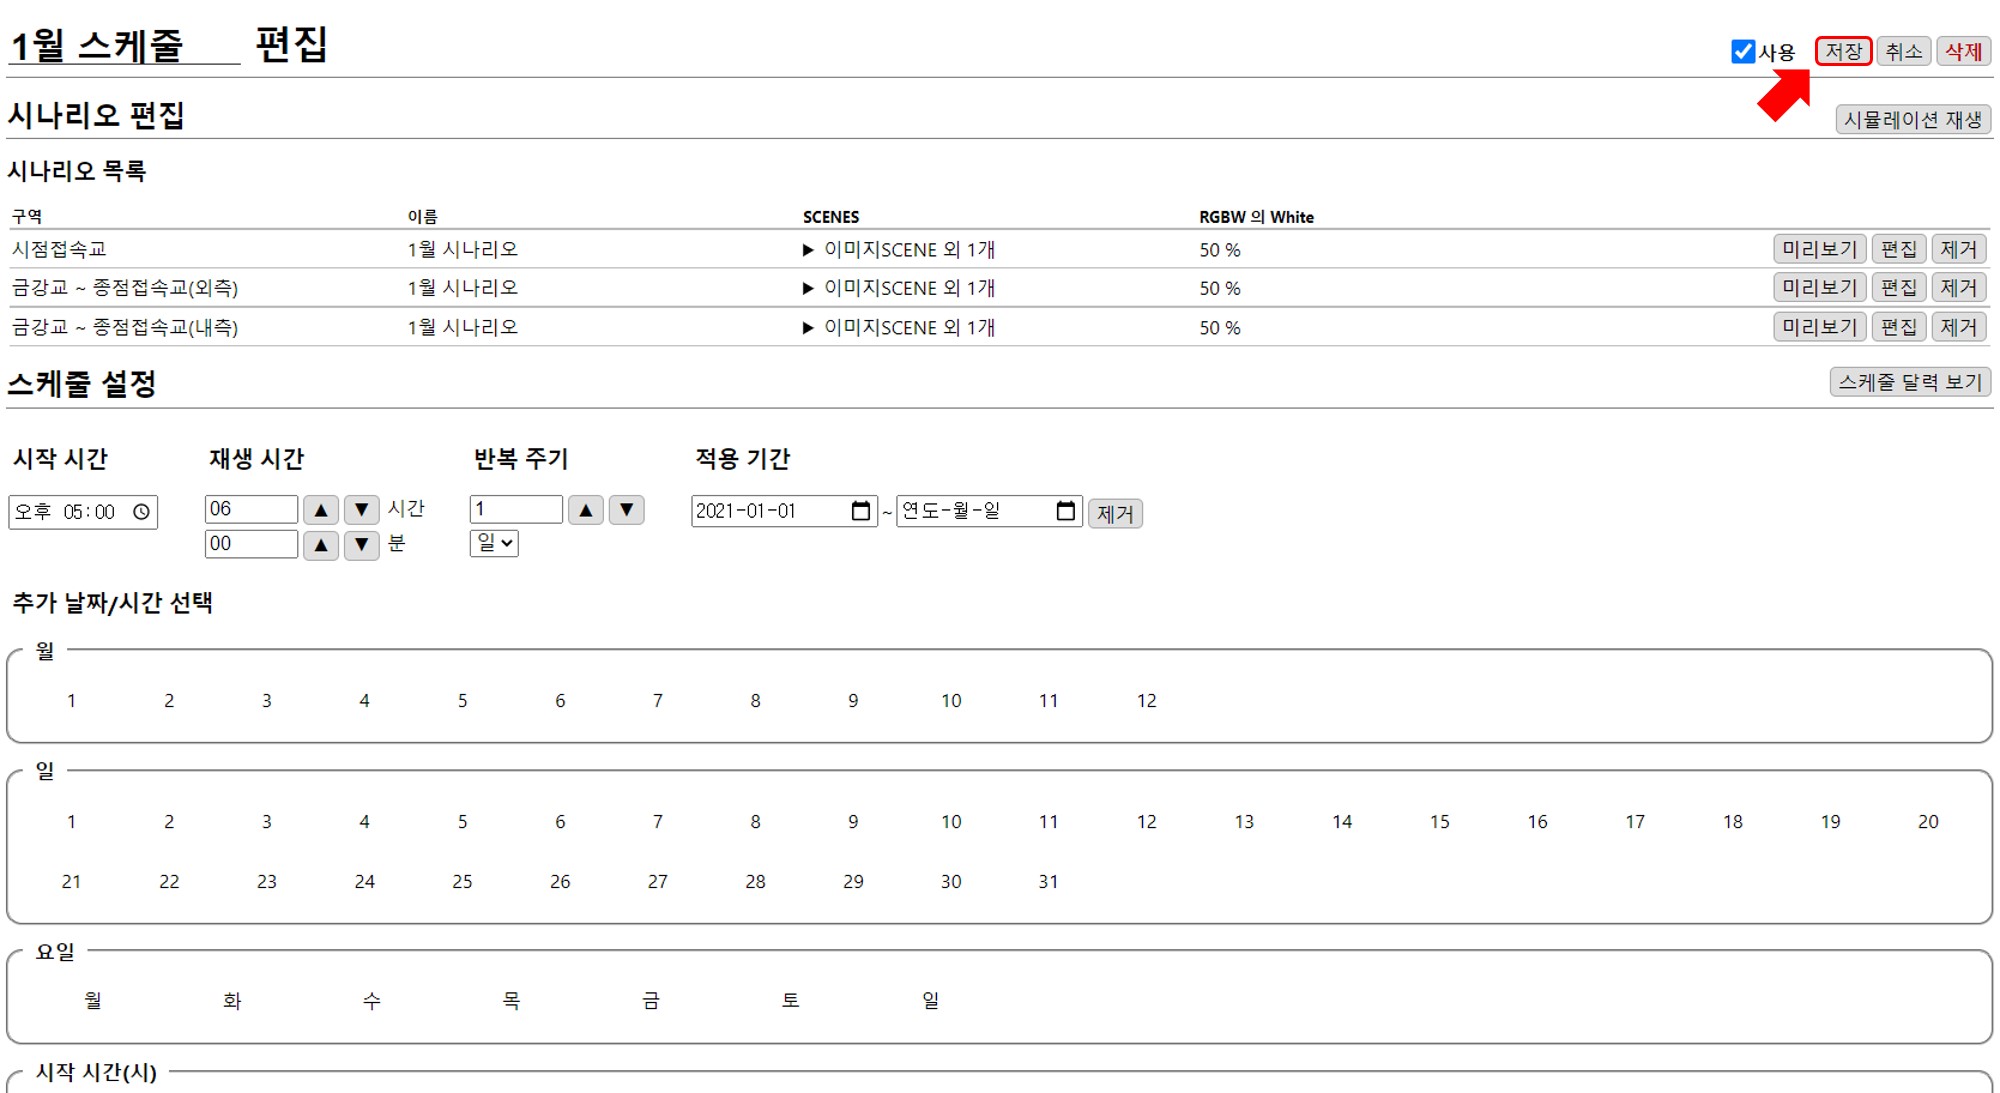 1월 스케줄 편집
사용 저장 취소 삭제
시나리오 편집 시뮬레이션 재생
시나리오 목록
구역 이름 SCENES RGBW 의 White
시점접속교 1월 시나리오 ▶ 이미지SCENE 외 1개 50 % 미리보기 편집 제거
금강교 ~ 종점접속교(외측) 1월 시나리오 ▶ 이미지SCENE 외 1개 50 % 미리보기 편집 제거
금강교 ~ 종점접속교(내측) 1월 시나리오 ▶ 이미지SCENE 외 1개 50 % 미리보기 편집 제거
스케줄 설정 스케줄 달력 보기
시작 시간 재생 시간 반복 주기 적용 기간
오후 05:00 06 ▲ ▼ 시간 1 ▲ ▼ 2021-01-01 ~ 연도-월-일 제거
00 ▲ ▼ 분 일
추가 날짜/시간 선택
월
1 2 3 4 5 6 7 8 9 10 11 12
일
1 2 3 4 5 6 7 8 9 10 11 12 13 14 15 16 17 18 19 20
21 22 23 24 25 26 27 28 29 30 31
요일
월 화 수 목 금 토 일
시작 시간(시)